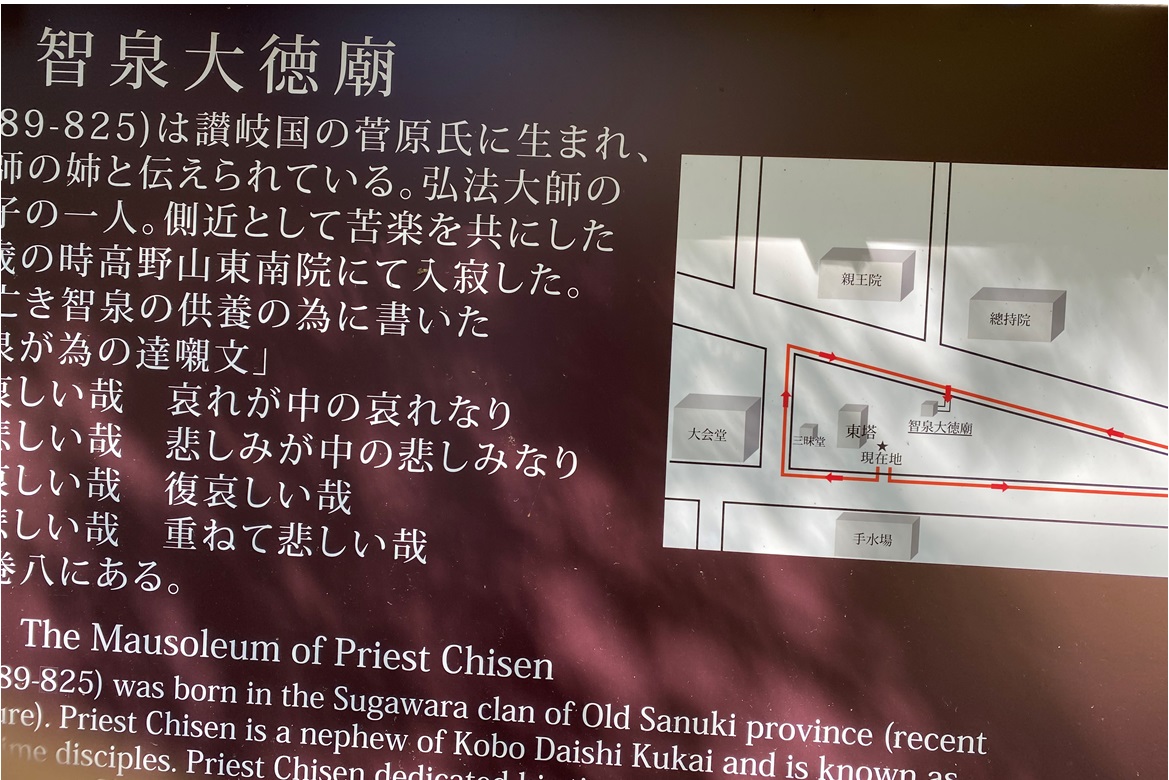 智泉大徳廟
89-825)は讃岐国の菅原氏に生まれ、
師の姉と伝えられている。弘法大師の
子の一人。側近として苦楽を共にした
歳の時高野山東南院にて入寂した。
亡き智泉の供養の為に書いた
泉が為の達嚫文」
哀しい哉 哀れが中の哀れなり
悲しい哉 悲しみが中の悲しみなり
哀しい哉 復哀しい哉
悲しい哉 重ねて悲しい哉
巻八にある。
The Mausoleum of Priest Chisen
89-825) was born in the Sugawara clan of Old Sanuki province (recent
ure). Priest Chisen is a nephew of Kobo Daishi Kukai and is known as
me disciples. Priest Chisen dedicated
親王院
總持院
大会堂
三昧堂
東塔
智泉大徳廟
★
現在地
手水場